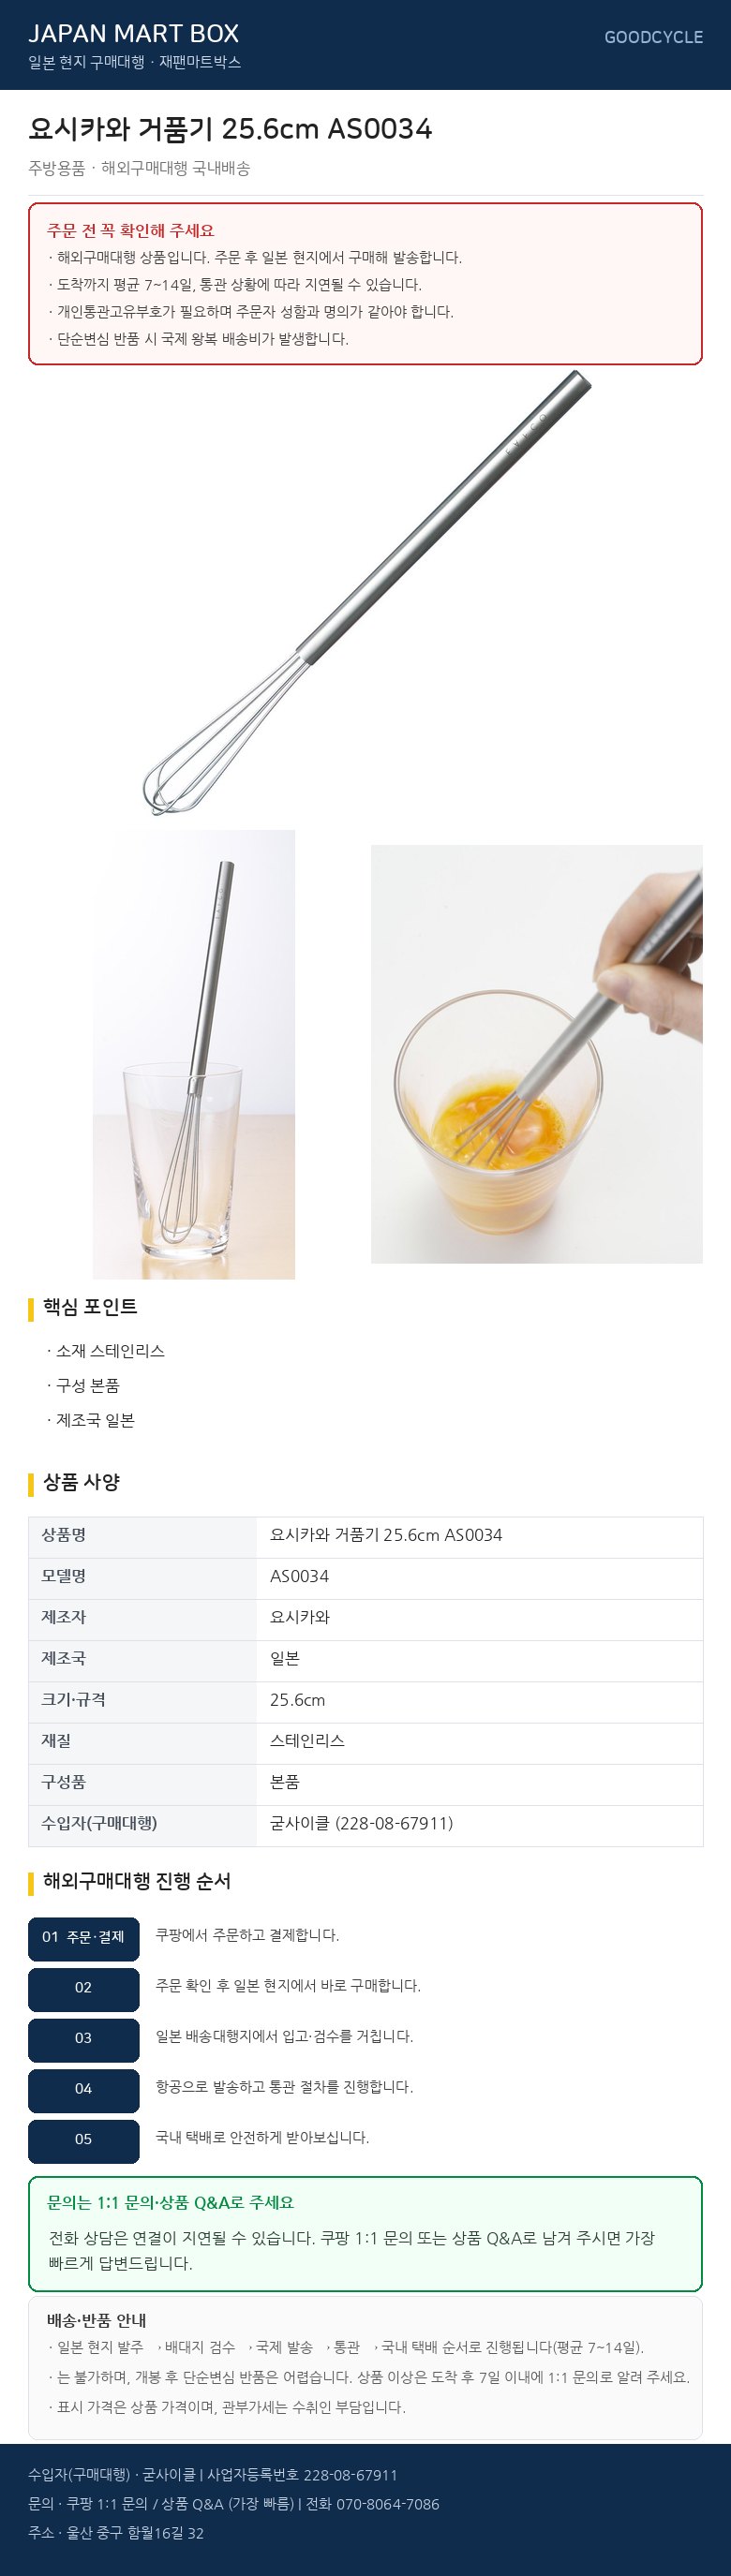 JAPAN MART BOX
GOODCYCLE
일본 현지 구매대행 · 재팬마트박스
요시카와 거품기 25.6cm AS0034
주방용품 · 해외구매대행 국내배송
주문 전 꼭 확인해 주세요
· 해외구매대행 상품입니다. 주문 후 일본 현지에서 구매해 발송합니다.
· 도착까지 평균 7~14일, 통관 상황에 따라 지연될 수 있습니다.
· 개인통관고유부호가 필요하며 주문자 성함과 명의가 같아야 합니다.
· 단순변심 반품 시 국제 왕복 배송비가 발생합니다.
핵심 포인트
· 소재 스테인리스
· 구성 본품
· 제조국 일본
상품 사양
상품명 요시카와 거품기 25.6cm AS0034
모델명 AS0034
제조자 요시카와
제조국 일본
크기·규격 25.6cm
재질 스테인리스
구성품 본품
수입자(구매대행) 굳사이클 (228-08-67911)
해외구매대행 진행 순서
01 주문·결제 쿠팡에서 주문하고 결제합니다.
02 주문 확인 후 일본 현지에서 바로 구매합니다.
03 일본 배송대행지에서 입고·검수를 거칩니다.
04 항공으로 발송하고 통관 절차를 진행합니다.
05 국내 택배로 안전하게 받아보십니다.
문의는 1:1 문의·상품 Q&A로 주세요
전화 상담은 연결이 지연될 수 있습니다. 쿠팡 1:1 문의 또는 상품 Q&A로 남겨 주시면 가장
빠르게 답변드립니다.
배송·반품 안내
· 일본 현지 발주 › 배대지 검수 › 국제 발송 › 통관 › 국내 택배 순서로 진행됩니다(평균 7~14일).
· 는 불가하며, 개봉 후 단순변심 반품은 어렵습니다. 상품 이상은 도착 후 7일 이내에 1:1 문의로 알려 주세요.
· 표시 가격은 상품 가격이며, 관부가세는 수취인 부담입니다.
수입자(구매대행) · 굳사이클 | 사업자등록번호 228-08-67911
문의 · 쿠팡 1:1 문의 / 상품 Q&A (가장 빠름) | 전화 070-8064-7086
주소 · 울산 중구 함월16길 32